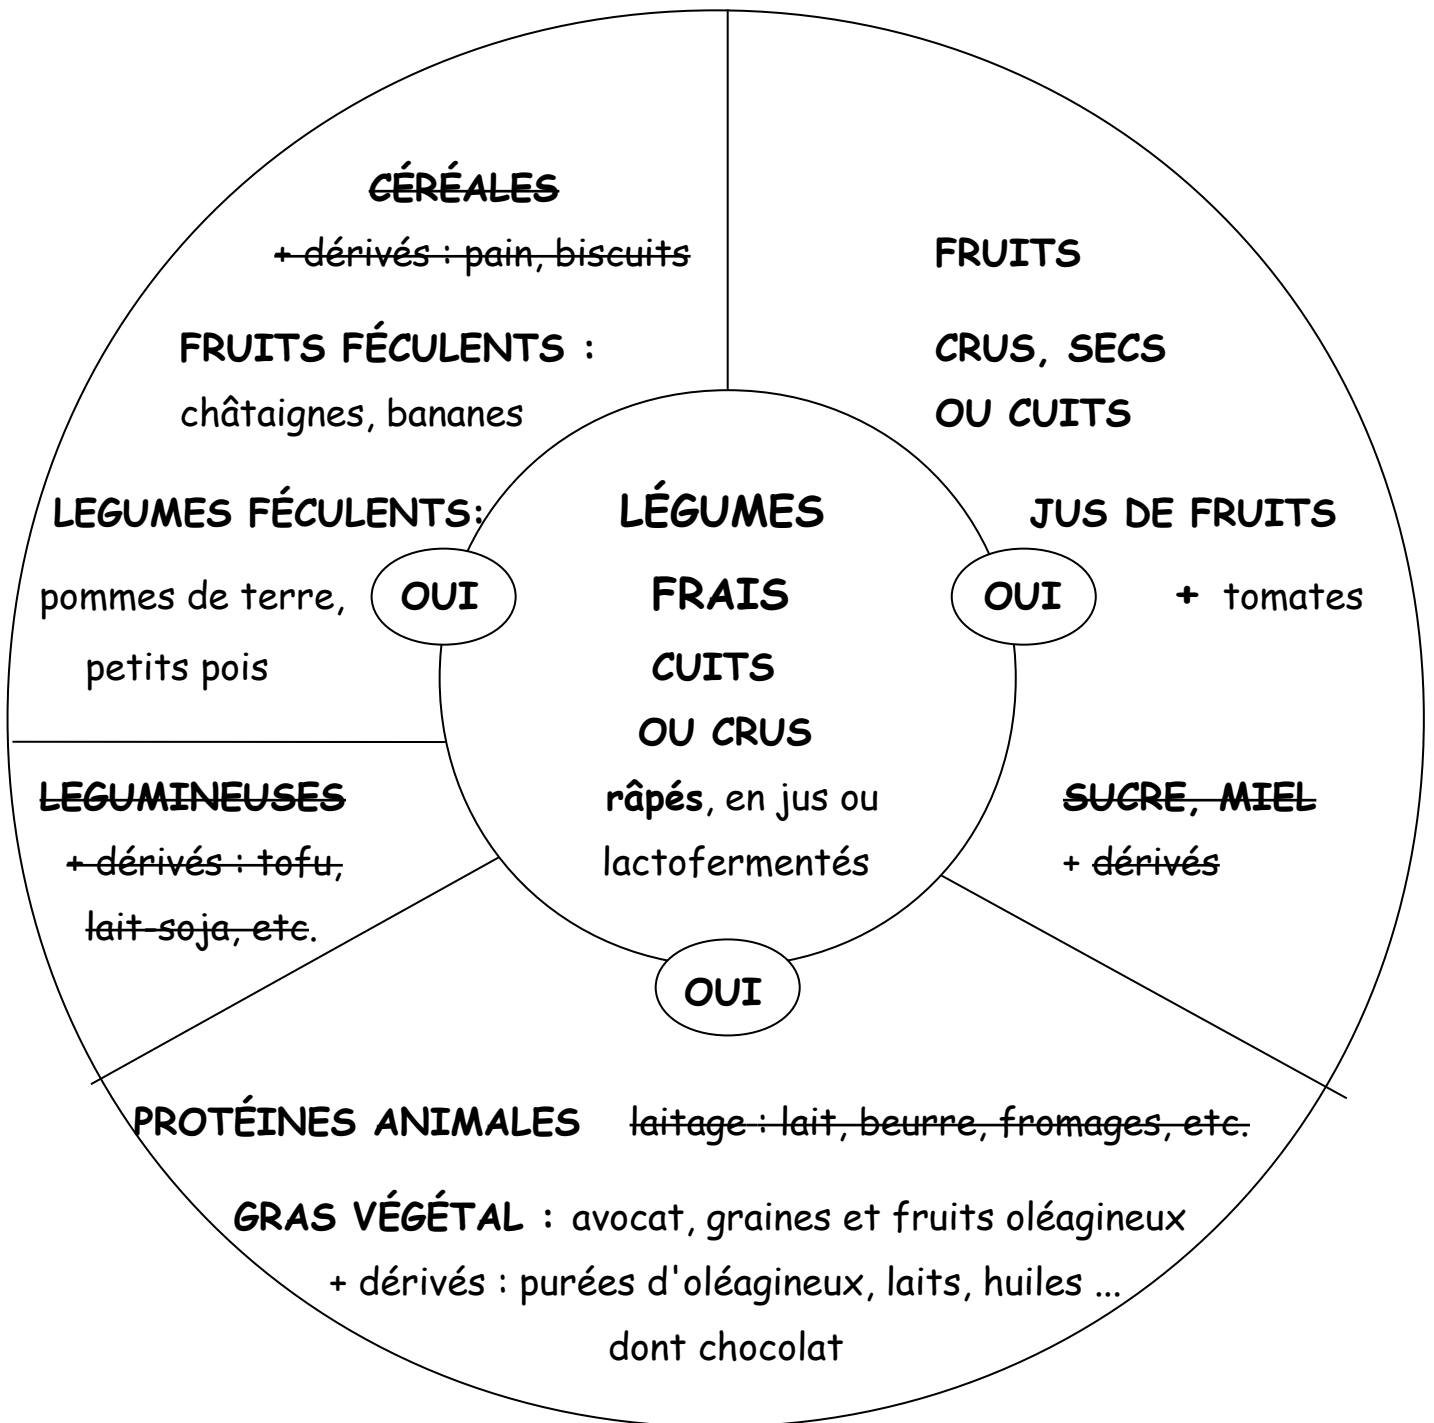 CÉRÉALES
+ dérivés : pain, biscuits
FRUITS FÉCULENTS :
châtaignes, bananes
LEGUMES FÉCULENTS:
pommes de terre,
petits pois
OUI
FRUITS
CRUS, SECS
OU CUITS
JUS DE FRUITS
+ tomates
OUI
SUCRE, MIEL
+ dérivés
LÉGUMES
FRAIS
CUITS
OU CRUS
râpés, en jus ou
lactofermentés
LEGUMINEUSES
+ dérivés : tofu,
lait-soja, etc.
OUI
PROTÉINES ANIMALES laitage : lait, beurre, fromages, etc.
GRAS VÉGÉTAL : avocat, graines et fruits oléagineux
+ dérivés : purées d'oléagineux, laits, huiles ...
dont chocolat